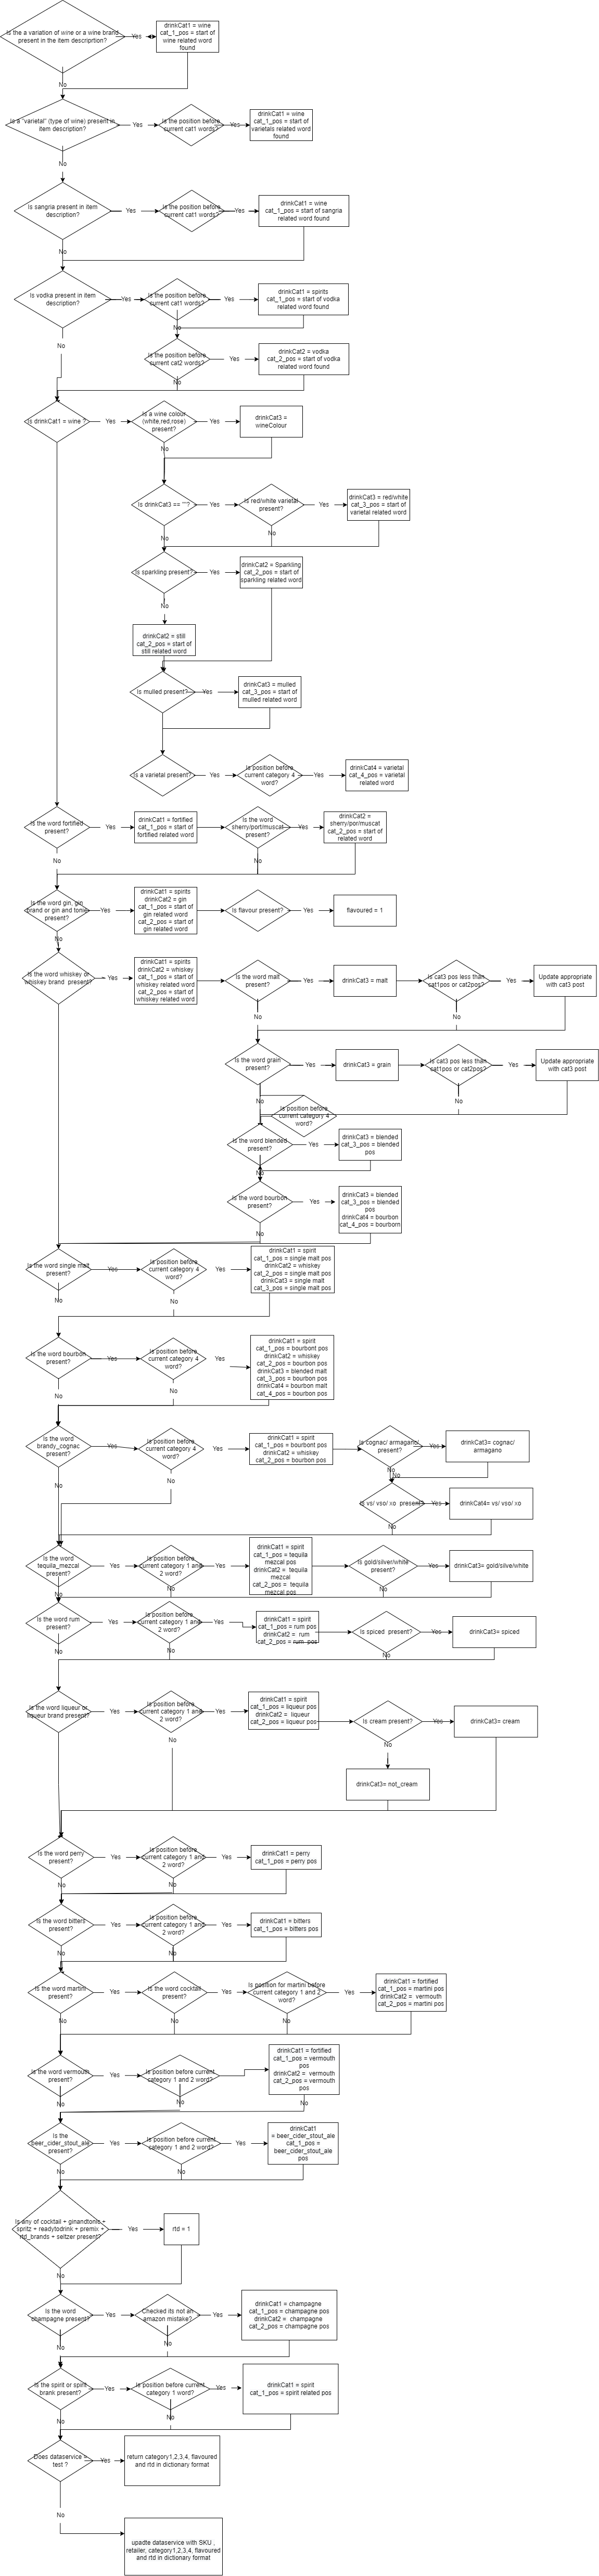 Is the a variation of wine or a wine brand
present in the item descriprtion?
Yes
drinkCat1 = wine
cat_1_pos = start of
wine related word
found
No
Is a "varietal" (type of wine) present in
item description?
Yes
Is the position before
current cat1 words?
Yes
drinkCat1 = wine
cat_1_pos = start of
varietals related word
found
No
Is sangria present in item
description?
Yes
Is the position before
current cat1 words?
Yes
drinkCat1 = wine
cat_1_pos = start of sangria
related word found
No
Is vodka present in item
description?
Yes
Is the position before
current cat1 words?
Yes
drinkCat1 = spirits
cat_1_pos = start of vodka
related word found
No
No
Is the position before
current cat2 words?
Yes
drinkCat2 = vodka
cat_2_pos = start of vodka
related word found
No
Is drinkCat1 = wine ?
Yes
Is a wine colour
(white,red,rose)
present?
Yes
drinkCat3 =
wineColour
No
Is drinkCat3 == ""?
Yes
Is red/white varietal
present?
Yes
drinkCat3 = red/white
cat_3_pos = start of
varietal related word
No
No
Is sparkling present?
Yes
drinkCat2 = Sparkling
cat_2_pos = start of
sparkling related word
No
drinkCat2 = still
cat_2_pos = start of
still related word
Is mulled present?
Yes
drinkCat3 = mulled
cat_3_pos = start of
mulled related word
Is a varietal present?
Yes
Is position before
current category 4
word?
Yes
drinkCat4 = varietal
cat_4_pos = varietal
related word
Is the word fortified
present?
Yes
drinkCat1 = fortified
cat_1_pos = start of
fortified related word
Is the word
sherry/port/muscat
present?
Yes
drinkCat2 =
sherry/por/muscat
cat_2_pos = start of
related word
No
No
Is the word gin, gin
brand or gin and tonic
present?
Yes
drinkCat1 = spirits
drinkCat2 = gin
cat_1_pos = start of
gin related word
cat_2_pos = start of
gin related word
Is flavour present?
Yes
flavoured = 1
No
Is the word whiskey or
whiskey brand present?
Yes
drinkCat1 = spirits
drinkCat2 = whiskey
cat_1_pos = start of
whiskey related word
cat_2_pos = start of
whiskey related word
Is the word malt
present?
Yes
drinkCat3 = malt
Is cat3 pos less than
cat1pos or cat2pos?
Yes
Update appropriate
with cat3 post
No
No
Is the word grain
present?
Yes
drinkCat3 = grain
Is cat3 pos less than
cat1pos or cat2pos?
Yes
Update appropriate
with cat3 post
No
No
Is position before
current category 4
word?
Is the word blended
present?
Yes
drinkCat3 = blended
cat_3_pos = blended
pos
No
Is the word bourbon
present?
Yes
drinkCat3 = blended
cat_3_pos = blended
pos
drinkCat4 = bourbon
cat_4_pos = bourborn
No
Is the word single malt
present?
Yes
Is position before
current category 4
word?
Yes
drinkCat1 = spirit
cat_1_pos = single malt pos
drinkCat2 = whiskey
cat_2_pos = single malt pos
drinkCat3 = single malt
cat_3_pos = single malt pos
No
No
Is the word bourbon
present?
Yes
Is position before
current category 4
word?
Yes
drinkCat1 = spirit
cat_1_pos = bourbont pos
drinkCat2 = whiskey
cat_2_pos = bourbon pos
drinkCat3 = blended malt
cat_3_pos = bourbon pos
drinkCat4 = bourbon malt
cat_4_pos = bourbon pos
No
No
Is the word
brandy_cognac
present?
Yes
Is position before
current category 4
word?
Yes
drinkCat1 = spirit
cat_1_pos = bourbont pos
drinkCat2 = whiskey
cat_2_pos = bourbon pos
Is cognac/ armagano/
present?
Yes
drinkCat3= cognac/
armagano
No
No
No
No
Is vs/ vso/ xo present?
Yes
drinkCat4= vs/ vso/ xo
No
Is the word
tequila_mezcal
present?
Yes
Is position before
current category 1 and
2 word?
Yes
drinkCat1 = spirit
cat_1_pos = tequila
mezcal pos
drinkCat2 = tequila
mezcal
cat_2_pos = tequila
mezcal pos
Is gold/silver/white
present?
Yes
drinkCat3= gold/silve/white
No
No
No
Is the word rum
present?
Yes
Is position before
current category 1 and
2 word?
Yes
drinkCat1 = spirit
cat_1_pos = rum pos
drinkCat2 = rum
cat_2_pos = rum pos
Is spiced present?
Yes
drinkCat3= spiced
No
No
No
Is the word liqueur or
liqueur brand present?
Yes
Is position before
current category 1 and
2 word?
Yes
drinkCat1 = spirit
cat_1_pos = liqueur pos
drinkCat2 = liqueur
cat_2_pos = liqueur pos
Is cream present?
Yes
drinkCat3= cream
No
No
drinkCat3= not_cream
Is the word perry
present?
Yes
Is position before
current category 1 and
2 word?
Yes
drinkCat1 = perry
cat_1_pos = perry pos
No
No
Is the word bitters
present?
Yes
Is position before
current category 1 and
2 word?
Yes
drinkCat1 = bitters
cat_1_pos = bitters pos
No
No
Is the word martini
present?
Yes
Is the word cocktail
present?
Yes
Is position for martini before
current category 1 and 2
word?
Yes
drinkCat1 = fortified
cat_1_pos = martini pos
drinkCat2 = vermouth
cat_2_pos = martini pos
No
No
No
Is the word vermouth
present?
Yes
Is position before current
category 1 and 2 word?
Yes
drinkCat1 = fortified
cat_1_pos = vermouth
pos
drinkCat2 = vermouth
cat_2_pos = vermouth
pos
No
No
No
Is the
beer_cider_stout_ale
present?
Yes
Is position before current
category 1 and 2 word?
Yes
drinkCat1
= beer_cider_stout_ale
cat_1_pos =
beer_cider_stout_ale
pos
No
No
Is any of cocktail + ginandtonic +
spritz + readytodrink + premix +
rtd_brands + seltzer present?
Yes
rtd = 1
No
Is the word
champagne present?
Yes
Checked its not an
amazon mistake?
Yes
drinkCat1 = champagne
cat_1_pos = champagne pos
drinkCat2 = champagne
cat_2_pos = champagne pos
No
No
Is the spirit or spirit
brank present?
Yes
Is position before current
category 1 word?
Yes
drinkCat1 = spirit
cat_1_pos = spirit related pos
No
No
Does dataservice =
test ?
Yes
return category1,2,3,4, flavoured
and rtd in dictionary format
No
upadte dataservice with SKU ,
retailer, category1,2,3,4, flavoured
and rtd in dictionary format